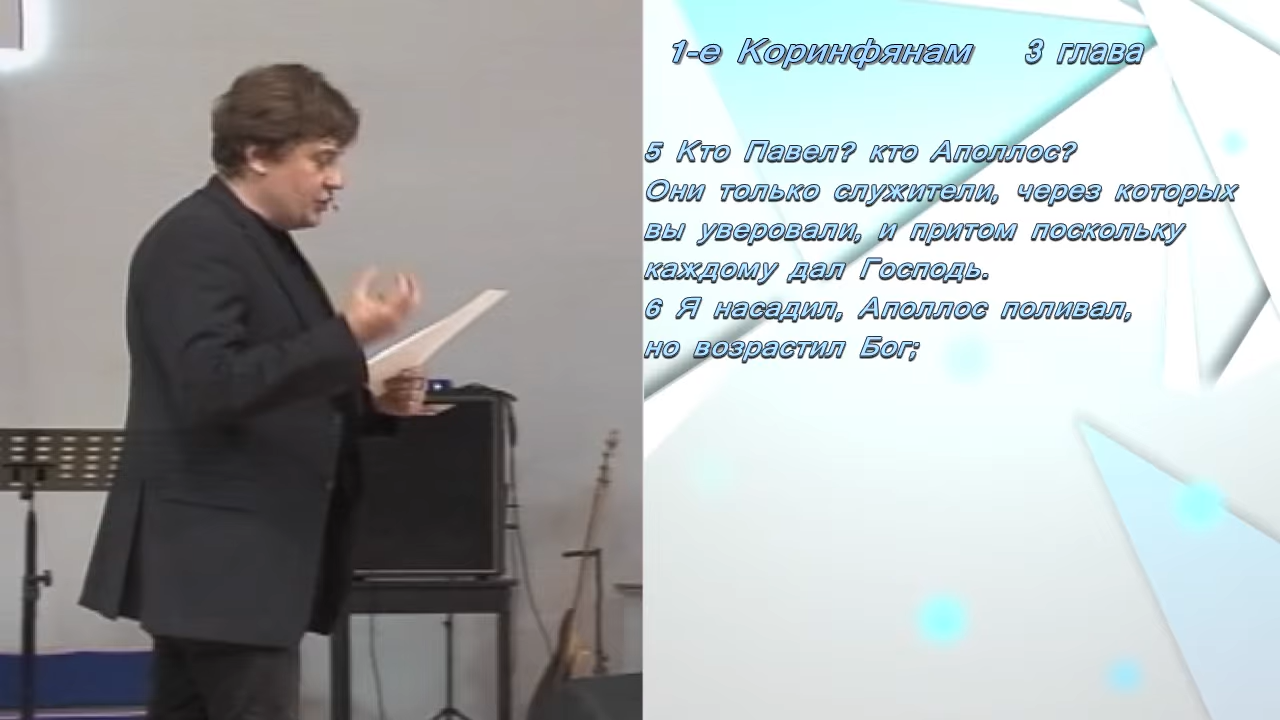 1-е Коринфянам 3 глава
5 Кто Павел? кто Аполлос?
Они только служители, через которых
вы уверовали, и притом поскольку
каждому дал Господь.
6 Я насадил, Аполлос поливал,
но возрастил Бог;